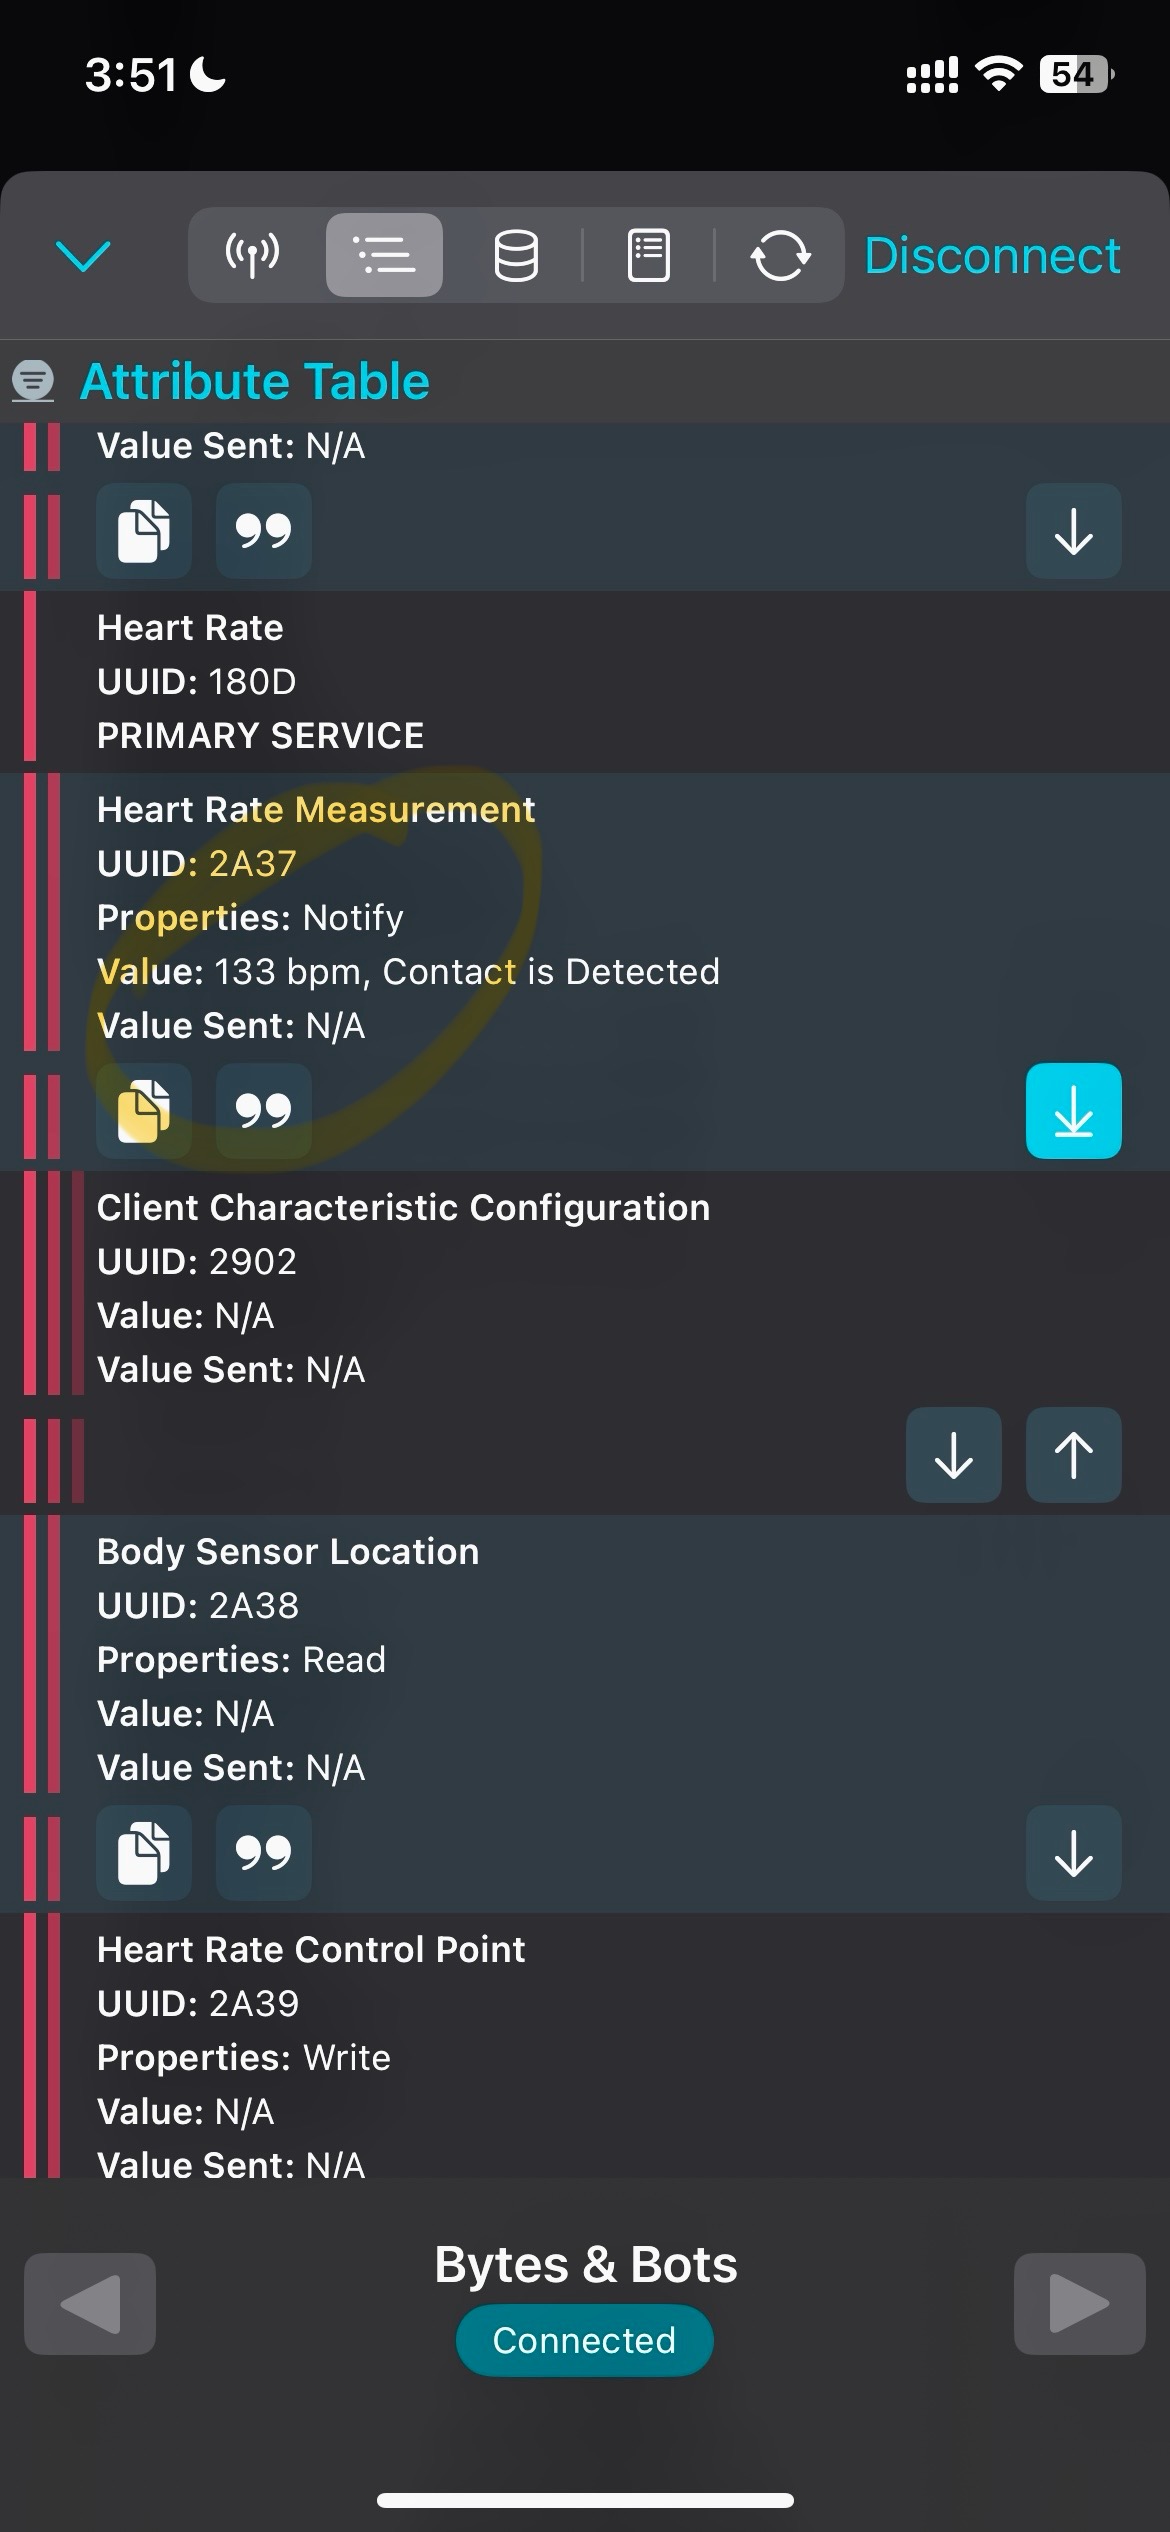 3:51
54
Disconnect
Attribute Table
Value Sent: N/A
Heart Rate
UUID: 180D
PRIMARY SERVICE
Heart Rate Measurement
UUID: 2A37
Properties: Notify
Value: 133 bpm, Contact is Detected
Value Sent: N/A
Client Characteristic Configuration
UUID: 2902
Value: N/A
Value Sent: N/A
Body Sensor Location
UUID: 2A38
Properties: Read
Value: N/A
Value Sent: N/A
Heart Rate Control Point
UUID: 2A39
Properties: Write
Value: N/A
Value Sent: N/A
Bytes & Bots
Connected